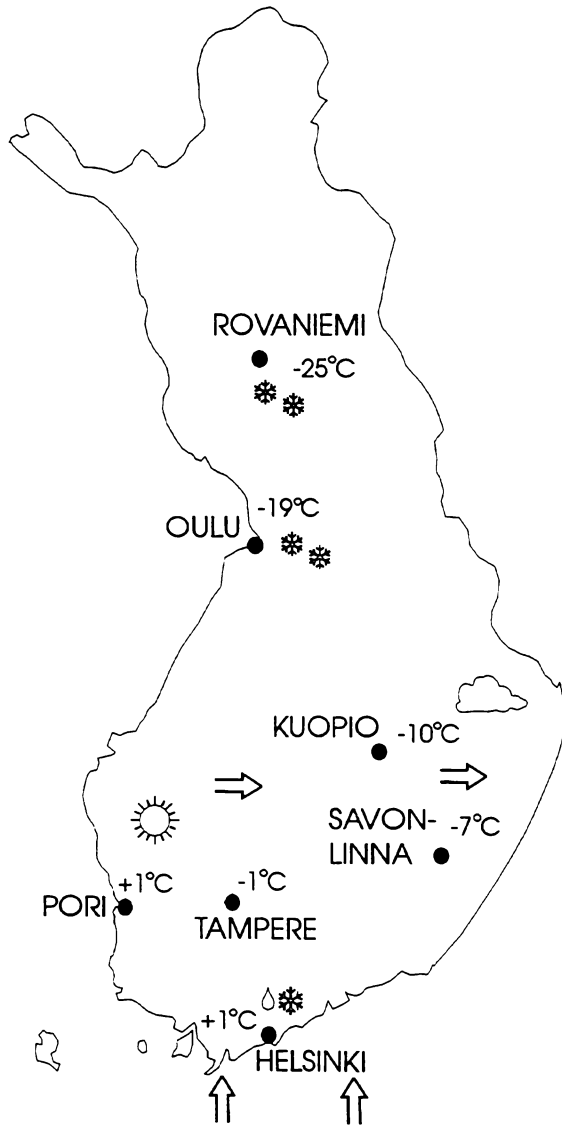 ROVANIEMI
-25°C
-19°C
OULU
KUOPIO
-10°C
SAVON-
LINNA
-7°C
+1°C
PORI
-1°C
TAMPERE
+1°C
HELSINKI